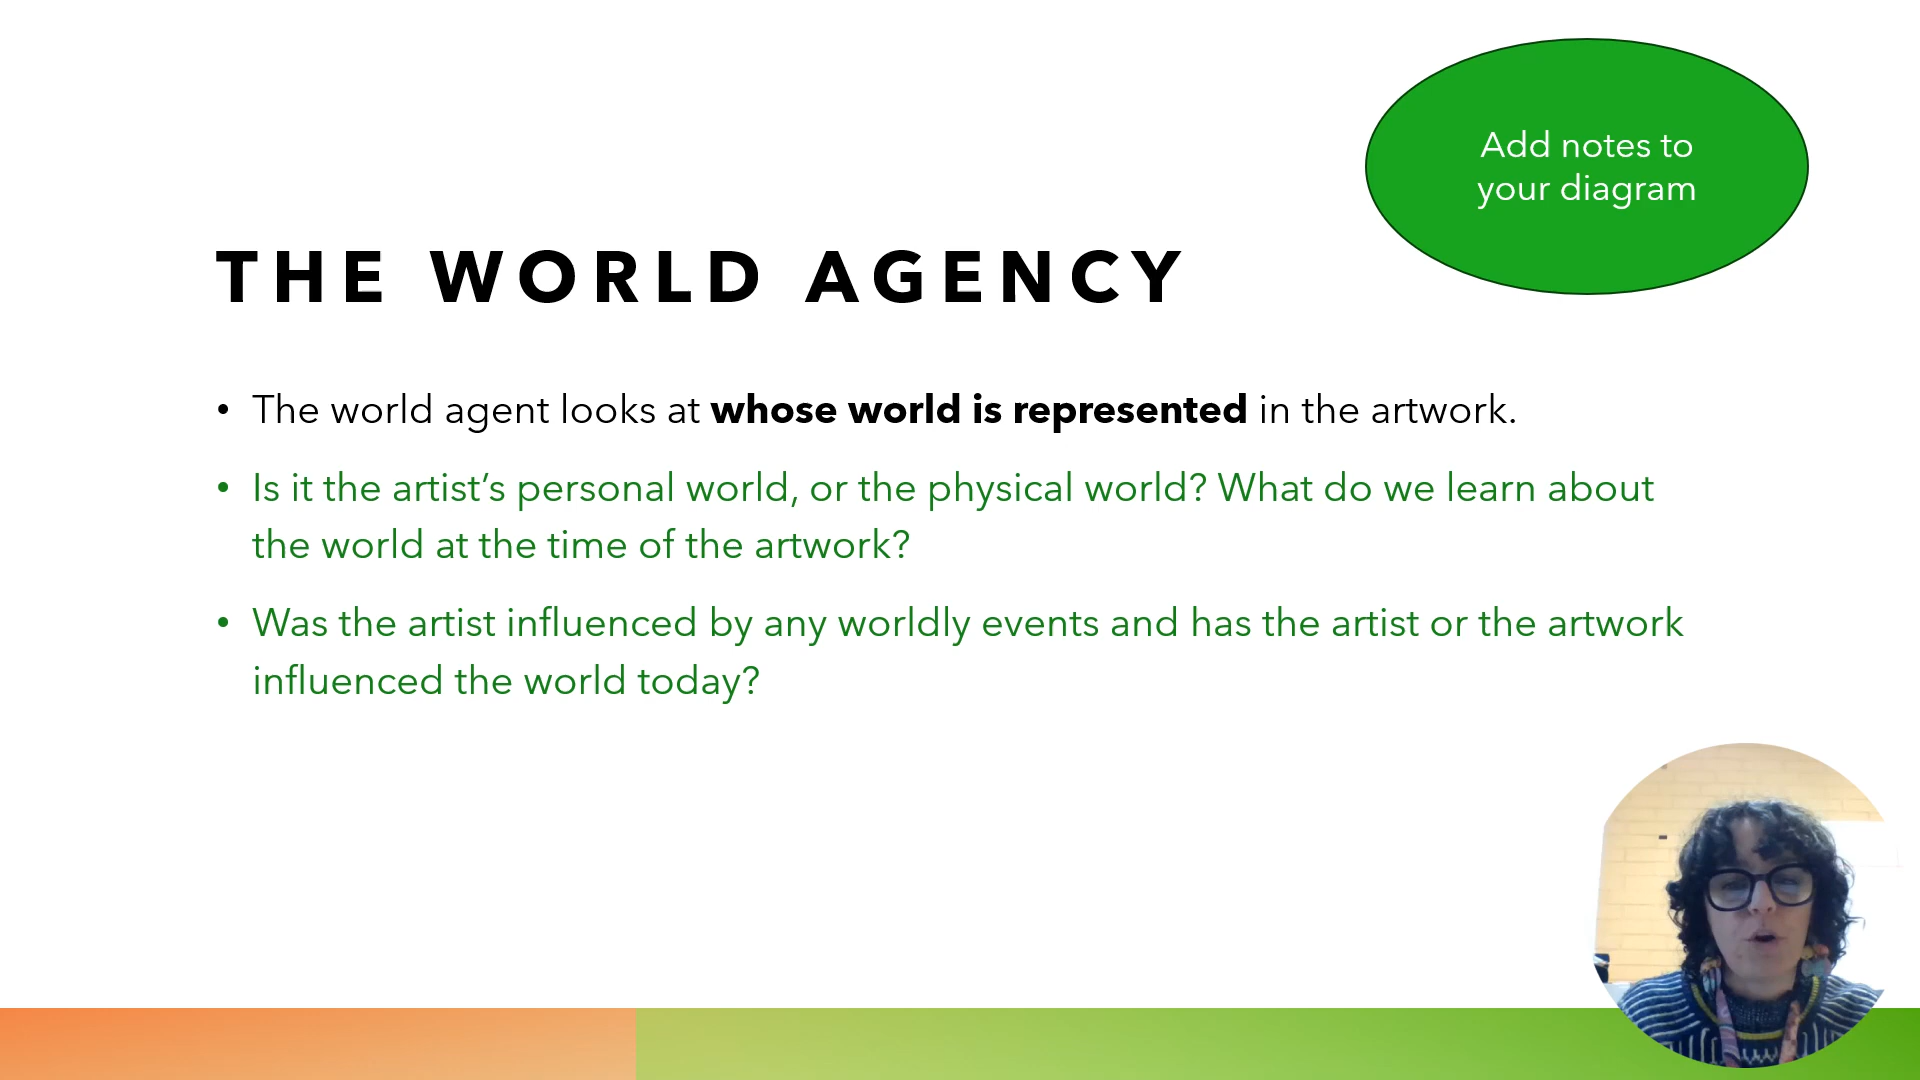 Add notes to
your diagram
THE WORLD AGENCY
• The world agent looks at whose world is represented in the artwork.
• Is it the artist’s personal world, or the physical world? What do we learn about
the world at the time of the artwork?
• Was the artist influenced by any worldly events and has the artist or the artwork
influenced the world today?